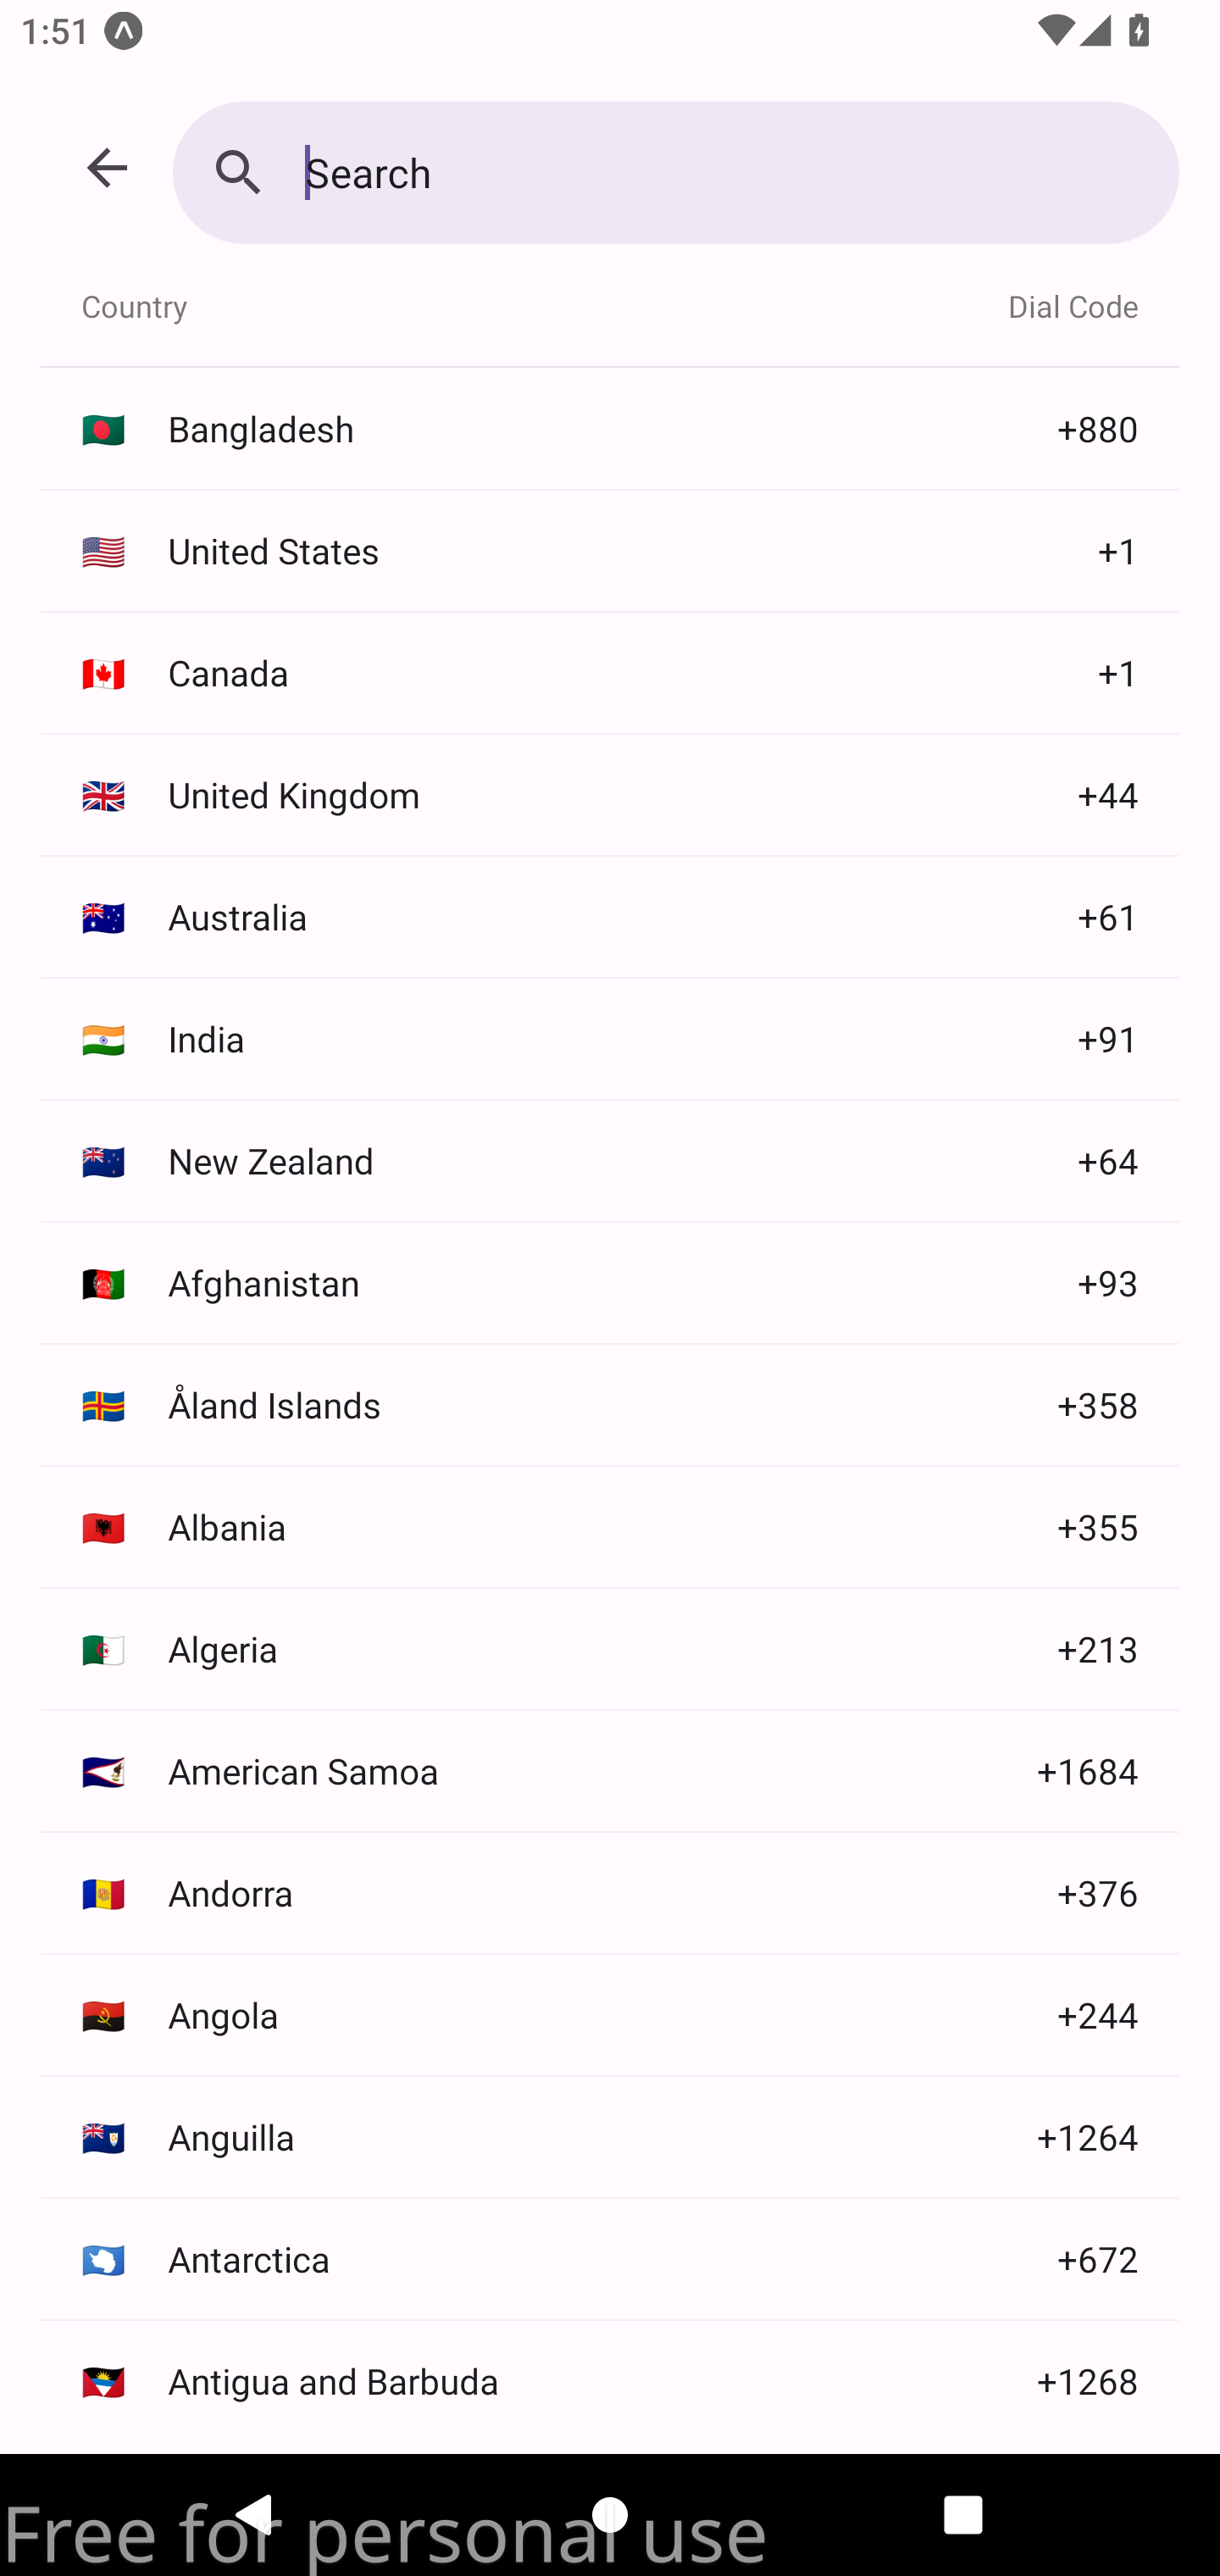 1:51
Search
Country Dial Code
Bangladesh +880
United States +1
Canada +1
United Kingdom +44
Australia +61
India +91
New Zealand +64
Afghanistan +93
Åland Islands +358
Albania +355
Algeria +213
American Samoa +1684
Andorra +376
Angola +244
Anguilla +1264
Antarctica +672
Antigua and Barbuda +1268
Free for personal use